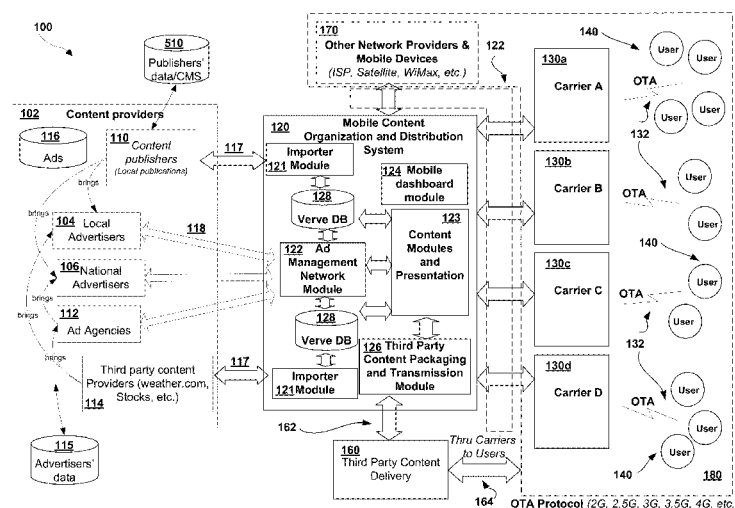 100
510
Publishers'
data/CMS
170
Other Network Providers &
Mobile Devices
(ISP, Satellite, WiMax, etc.)
122
102 Content providers
116
Ads
110
Content
publishers
(Local publications)
117
brings
104 Local
Advertisers
118
106 National
Advertisers
brings
brings
112
Ad Agencies
brings
Third party content
Providers (weather.com,
114 Stocks, etc.)
117
115
Advertisers'
data
120
Mobile Content
Organization and Distribution
System
Importer
121 Module
124 Mobile
dashboard
module
128
Verve DB
123
Content
Modules and
Presentation
122 Ad
Management
Network
Module
128
Verve DB
126 Third Party
Content Packaging
and Transmission
Module
Importer
121 Module
162
160
Third Party Content
Delivery
Thru Carriers
to Users
164
130a
Carrier A
130b
Carrier B
130c
Carrier C
130d
Carrier D
140
OTA
132
User
User
User
User
OTA
User
User
140
OTA
132
User
User
132
OTA
User
User
User
140
180
OTA Protocol (2G, 2.5G, 3G, 3.5G, 4G, etc.